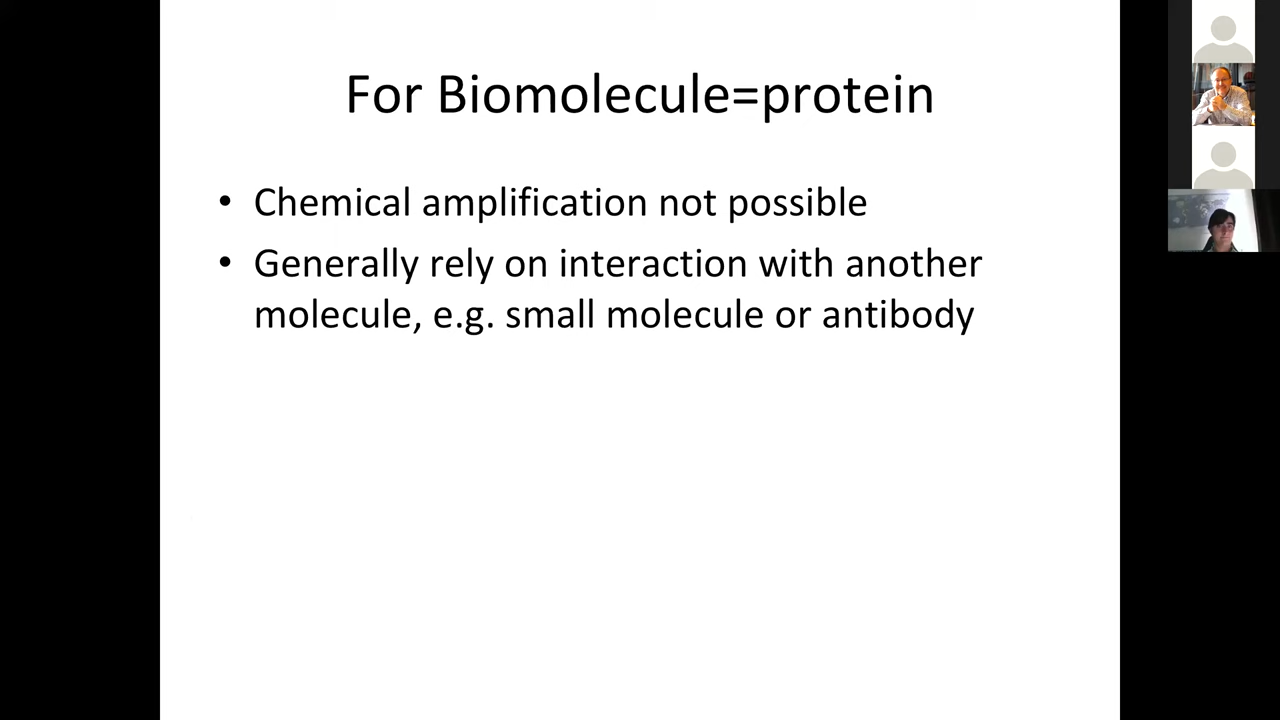 For Biomolecule=protein
• Chemical amplification not possible
• Generally rely on interaction with another
molecule, e.g. small molecule or antibody